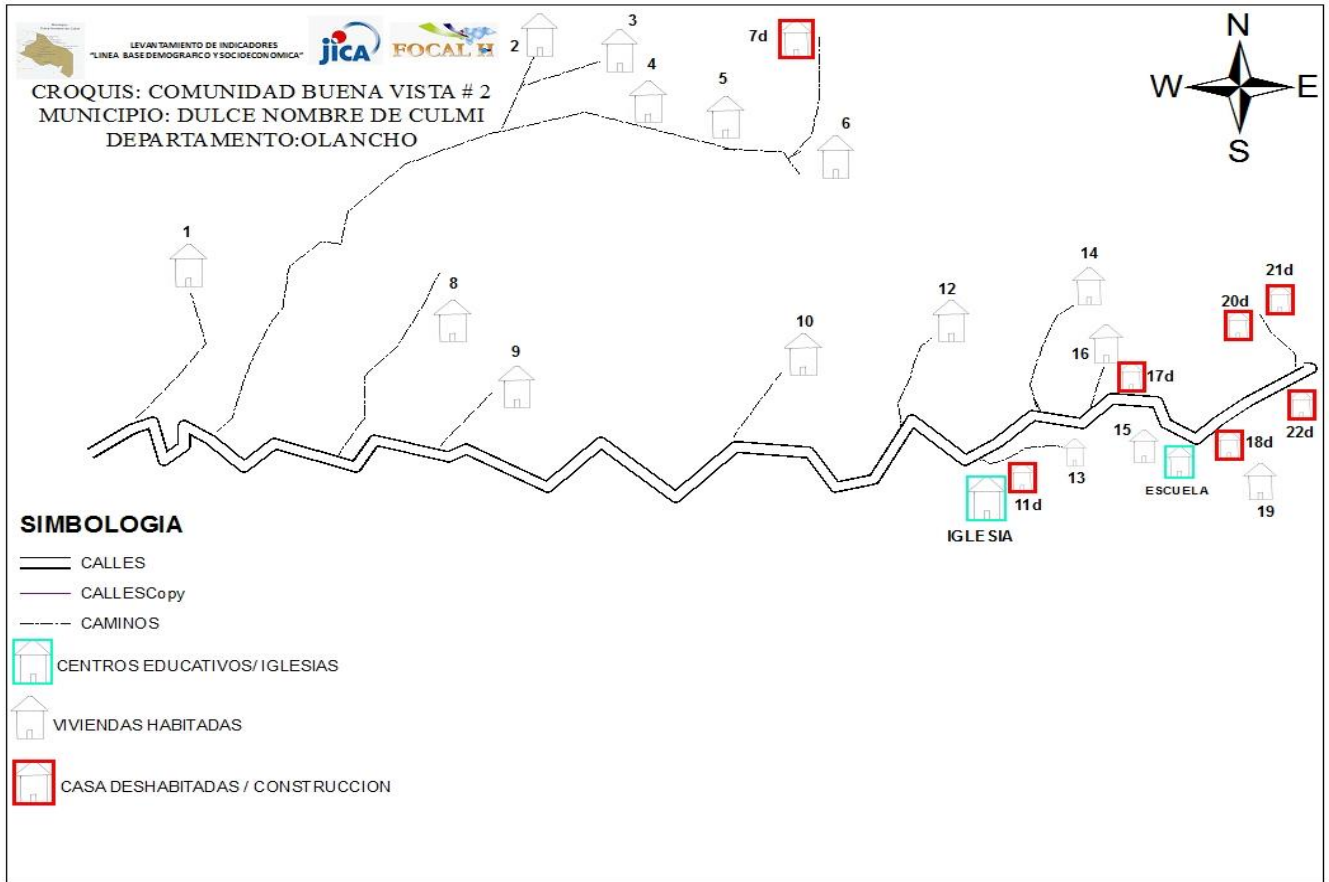 LEVANTAMIENTO DE INDICADORES
"LINEA BASE DEMOGRARCO Y SOCIOECONOMICA"
jICA
FOCAL II
CROQUIS: COMUNIDAD BUENA VISTA # 2
MUNICIPIO: DULCE NOMBRE DE CULMI
DEPARTAMENTO:OLANCHO
N
W E
S
2
3
4
5
7d
6
1
8
9
10
12
14
16
17d
20d
21d
22d
15
18d
13
11d
19
ESCUELA
IGLESIA
SIMBOLOGIA
CALLES
CALLESCopy
CAMINOS
CENTROS EDUCATIVOS/ IGLESIAS
VIVIENDAS HABITADAS
CASA DESHABITADAS / CONSTRUCCION